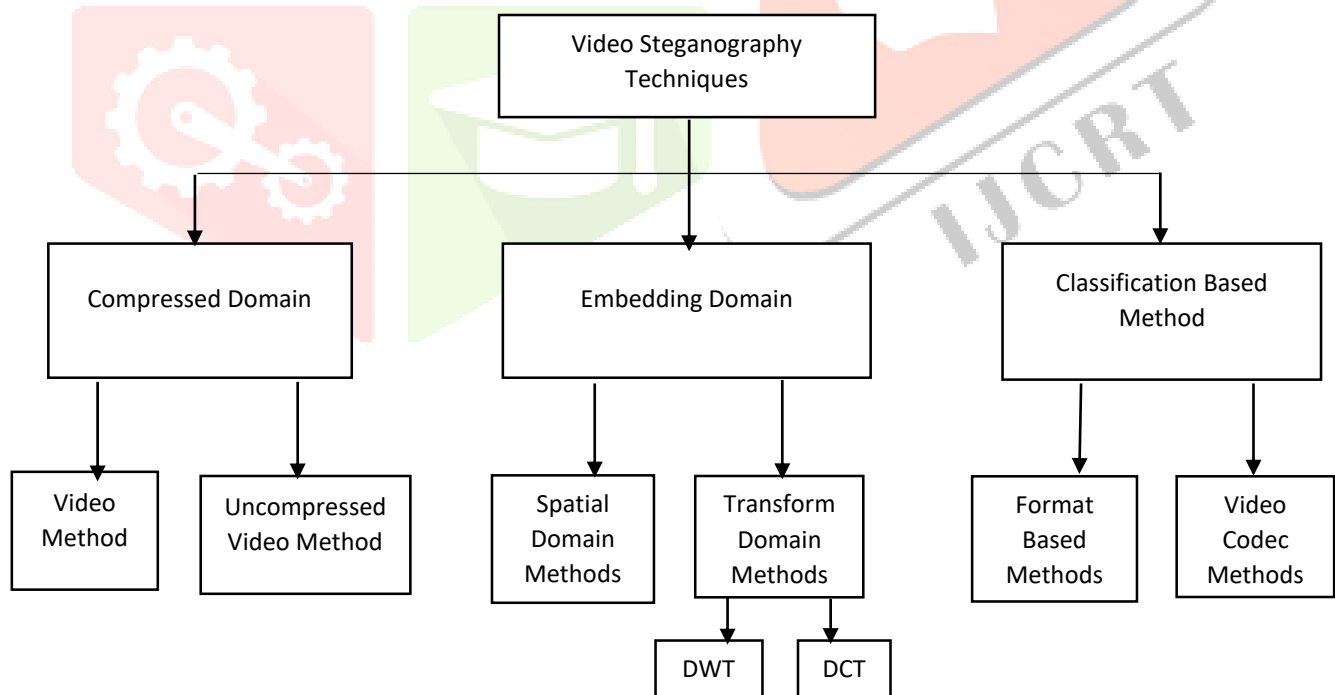 Video Steganography
Techniques
IJCRT
Compressed Domain
Embedding Domain
Classification Based
Method
Video
Method
Uncompressed
Video Method
Spatial
Domain
Methods
Transform
Domain
Methods
Format
Based
Methods
Video
Codec
Methods
DWT
DCT